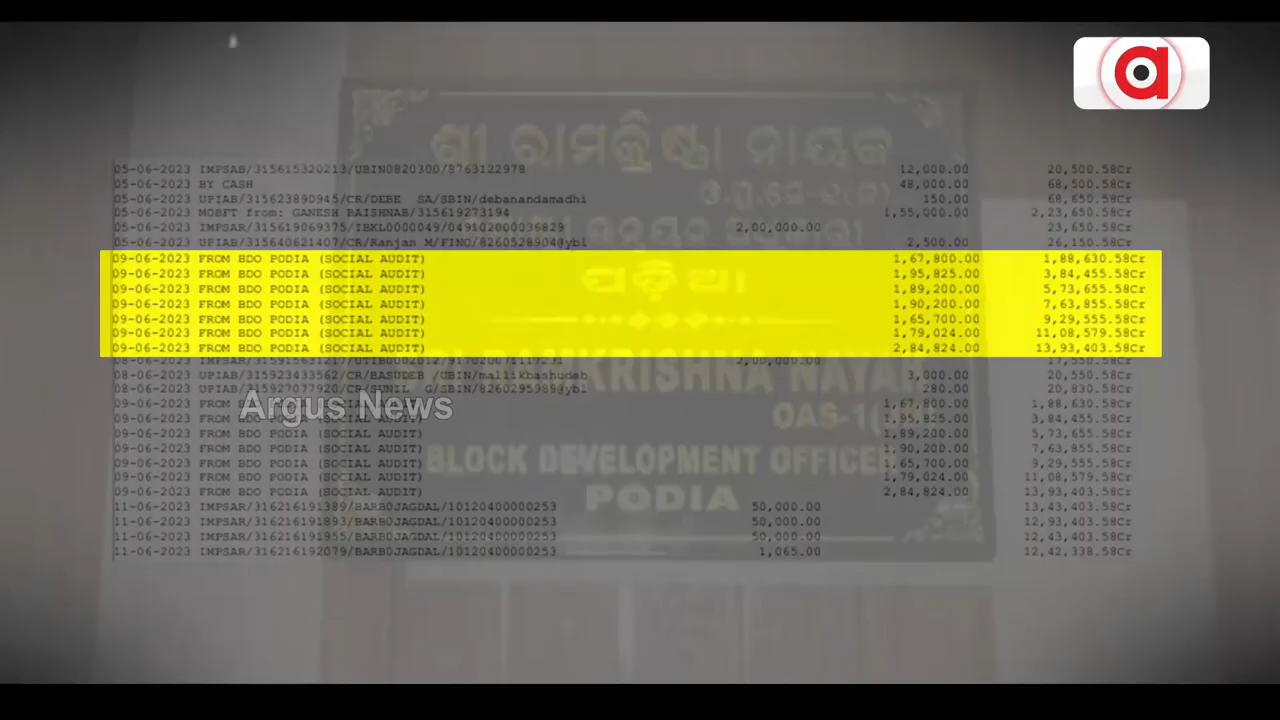 a
ଶ୍ରୀ ରାମକ୍ରିଷ୍ଣା ନାୟକ
05-06-2023 IMPSAB/315615320213/UBIN0820300/8763122978 12,000.00 20,500.58Cr
05-06-2023 BY CASH 48,000.00 68,500.58Cr
05-06-2023 UPIAB/315623890945/CR/DEBE SA/SBIN/debanandamadhi 150.00 68,650.58Cr
05-06-2023 MOBFT from: GANESH BAISHNAB/315619273194 1,55,000.00 2,23,650.58Cr
05-06-2023 IMPSAR/315619069375/IBKL0000049/049102000036829 2,00,000.00 23,650.58Cr
05-06-2023 UPIAB/315640621407/CR/Ranjan M/FINO/8260528904@ybl 2,500.00 26,150.58Cr
09-06-2023 FROM BDO PODIA (SOCIAL AUDIT) 1,67,800.00 1,88,630.58Cr
09-06-2023 FROM BDO PODIA (SOCIAL AUDIT) 1,95,825.00 3,84,455.58Cr
09-06-2023 FROM BDO PODIA (SOCIAL AUDIT) 1,89,200.00 5,73,655.58Cr
09-06-2023 FROM BDO PODIA (SOCIAL AUDIT) 1,90,200.00 7,63,855.58Cr
09-06-2023 FROM BDO PODIA (SOCIAL AUDIT) 1,65,700.00 9,29,555.58Cr
09-06-2023 FROM BDO PODIA (SOCIAL AUDIT) 1,79,024.00 11,08,579.58Cr
09-06-2023 FROM BDO PODIA (SOCIAL AUDIT) 2,84,824.00 13,93,403.58Cr
ପଡ଼ିଆ
08-06-2023 UPIAB/315923433562/CR/BASUDEB /UBIN/mallikbashudeb 3,000.00 20,550.58Cr
08-06-2023 UPIAB/315927077920/CR/SUNIL G/SBIN/8260295989@ybl 280.00 20,830.58Cr
09-06-2023 FROM BDO PODIA (SOCIAL AUDIT) 1,67,800.00 1,88,630.58Cr
09-06-2023 FROM BDO PODIA (SOCIAL AUDIT) 1,95,825.00 3,84,455.58Cr
09-06-2023 FROM BDO PODIA (SOCIAL AUDIT) 1,89,200.00 5,73,655.58Cr
09-06-2023 FROM BDO PODIA (SOCIAL AUDIT) 1,90,200.00 7,63,855.58Cr
09-06-2023 FROM BDO PODIA (SOCIAL AUDIT) 1,65,700.00 9,29,555.58Cr
09-06-2023 FROM BDO PODIA (SOCIAL AUDIT) 1,79,024.00 11,08,579.58Cr
09-06-2023 FROM BDO PODIA (SOCIAL AUDIT) 2,84,824.00 13,93,403.58Cr
11-06-2023 IMPSAR/316216191389/BARB0JAGDAL/10120400000253 50,000.00 13,43,403.58Cr
11-06-2023 IMPSAR/316216191893/BARB0JAGDAL/10120400000253 50,000.00 12,93,403.58Cr
11-06-2023 IMPSAR/316216191955/BARB0JAGDAL/10120400000253 50,000.00 12,43,403.58Cr
11-06-2023 IMPSAR/316216192079/BARB0JAGDAL/10120400000253 1,065.00 12,42,338.58Cr
Argus News
OAS-1
BLOCK DEVELOPMENT OFFICER
PODIA